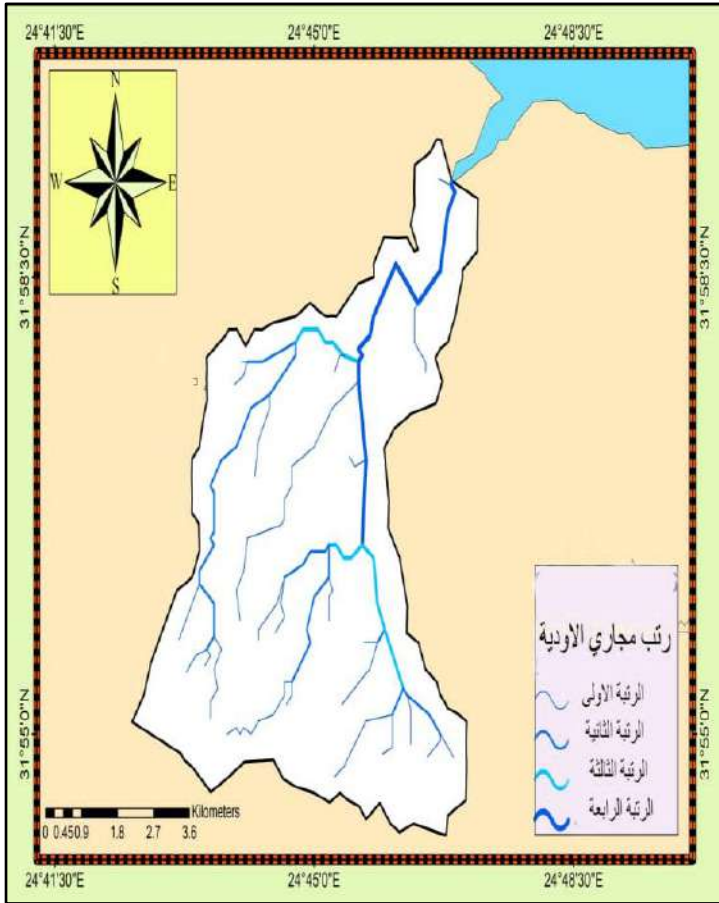 24°41'30"E 24°45'0"E 24°48'30"E
N
W E
S
31°58'30"N 31°58'30"N
رتب مجاري الاودية
الرتبة الاولى
الرتبة الثانية
الرتبة الثالثة
الرتبة الرابعة
31°55'0"N 31°55'0"N
Kilometers
0 0.45 0.9 1.8 2.7 3.6
24°41'30"E 24°45'0"E 24°48'30"E